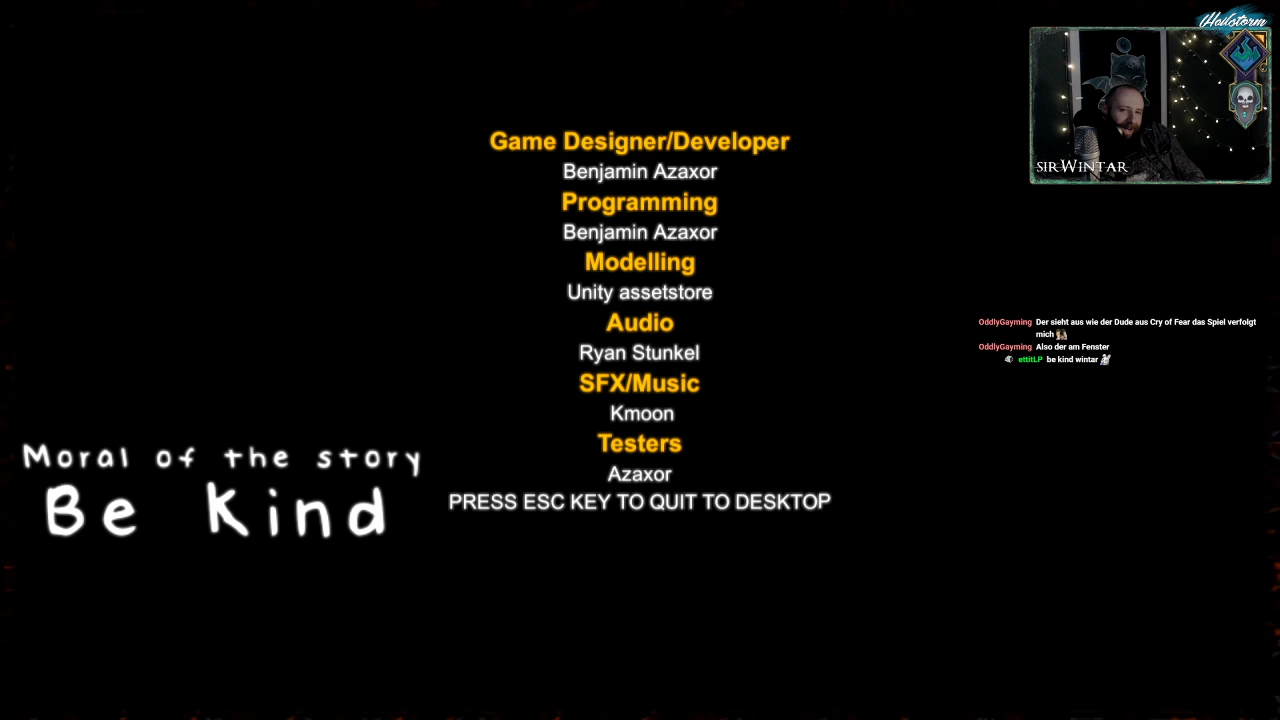 iHeilstorm
SIRWINTAR
Game Designer/Developer
Benjamin Azaxor
Programming
Benjamin Azaxor
Modelling
Unity assetstore
Audio
Ryan Stunkel
SFX/Music
Kmoon
Testers
Azaxor
PRESS ESC KEY TO QUIT TO DESKTOP
Moral of the story
Be Kind
OddlyGayming Der sieht aus wie der Dude aus Cry of Fear das Spiel verfolgt
mich
OddlyGayming Also der am Fenster
ettitLP be kind wintar